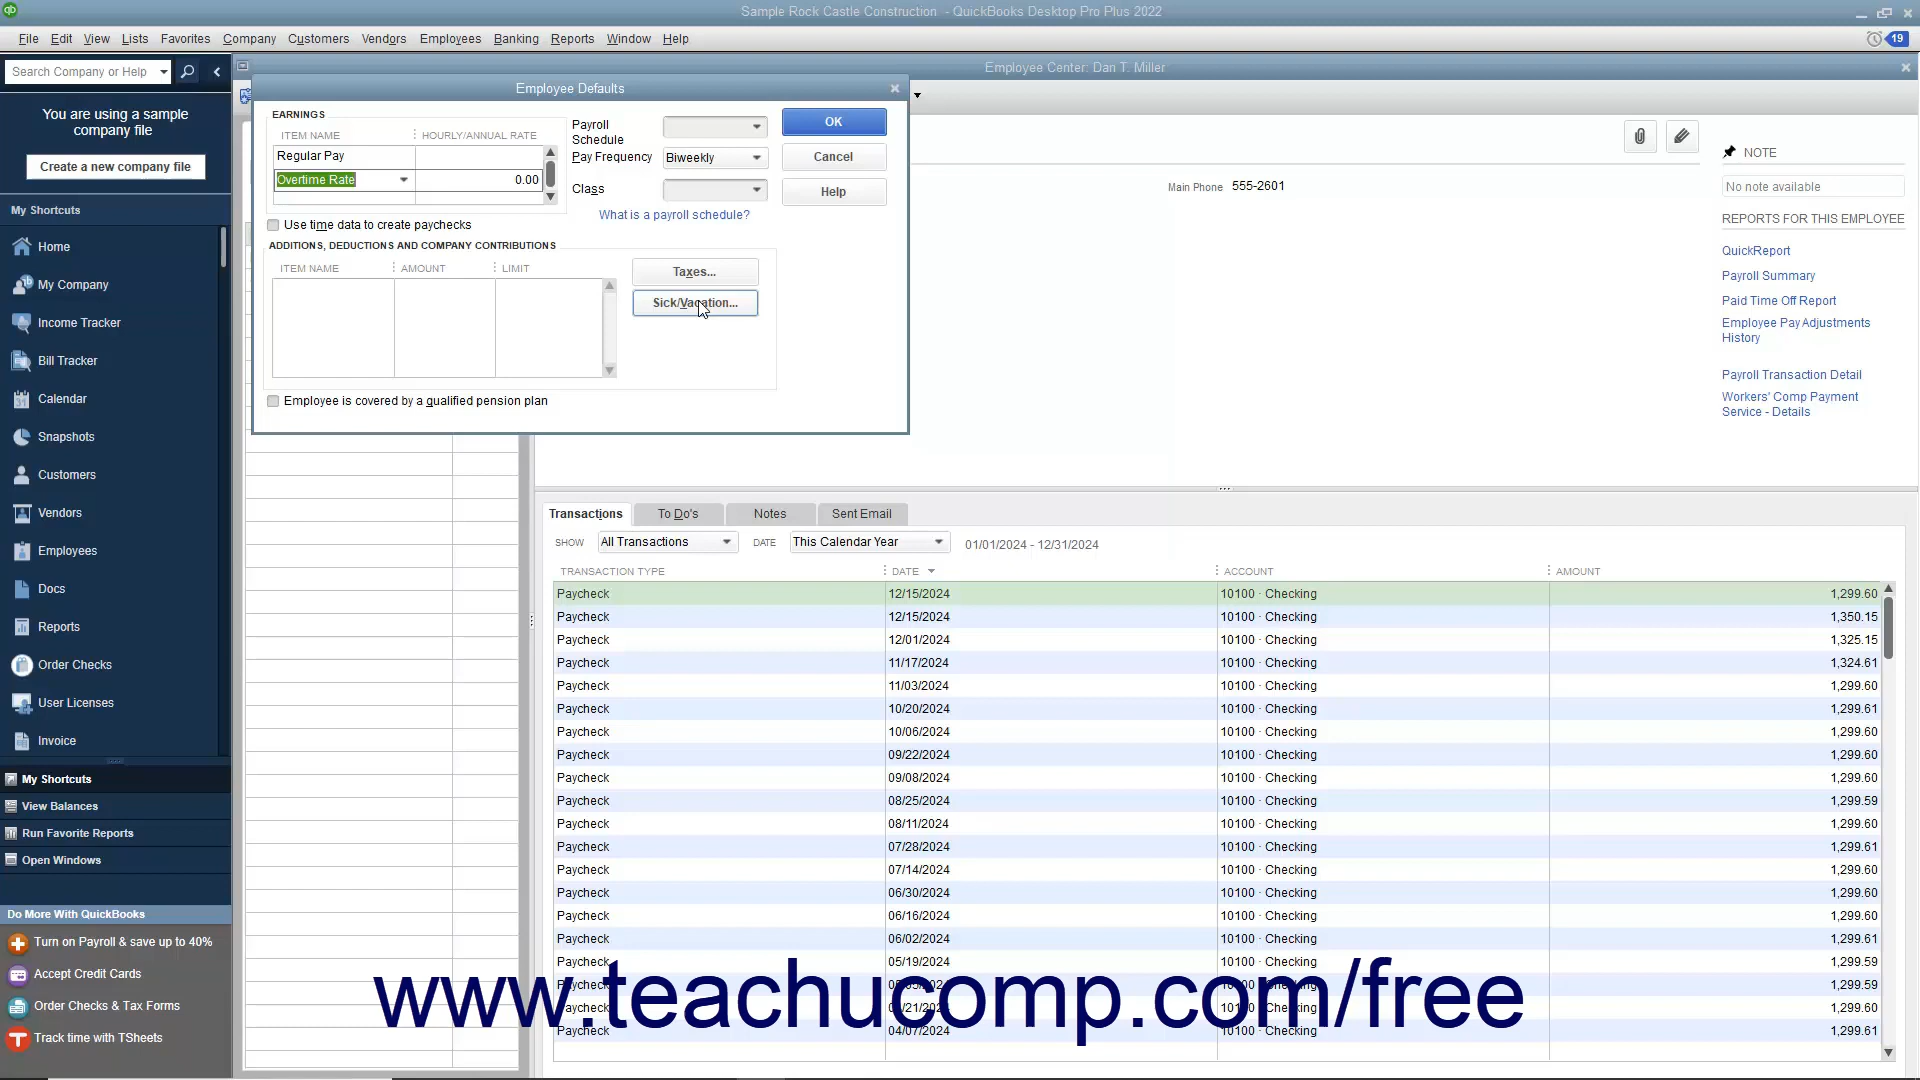 Sample Rock Castle Construction - QuickBooks Desktop Pro Plus 2022
File Edit View Lists Favorites Company Customers Vendors Employees Banking Reports Window Help
19
Search Company or Help
Employee Center: Dan T. Miller
You are using a sample
company file
Create a new company file
My Shortcuts
Home
My Company
Income Tracker
Bill Tracker
Calendar
Snapshots
Customers
Vendors
Employees
Docs
Reports
Order Checks
User Licenses
Invoice
My Shortcuts
View Balances
Run Favorite Reports
Open Windows
Do More With QuickBooks
Turn on Payroll & save up to 40%
Accept Credit Cards
Order Checks & Tax Forms
Track time with TSheets
Employee Defaults
EARNINGS
ITEM NAME HOURLY/ANNUAL RATE
Regular Pay
Overtime Rate 0.00
Use time data to create paychecks
Payroll
Schedule
Pay Frequency Biweekly
Class
What is a payroll schedule?
OK
Cancel
Help
ADDITIONS, DEDUCTIONS AND COMPANY CONTRIBUTIONS
ITEM NAME AMOUNT LIMIT
Taxes...
Sick/Vacation...
Employee is covered by a qualified pension plan
Main Phone 555-2601
NOTE
No note available
REPORTS FOR THIS EMPLOYEE
QuickReport
Payroll Summary
Paid Time Off Report
Employee Pay Adjustments
History
Payroll Transaction Detail
Workers' Comp Payment
Service - Details
Transactions To Do's Notes Sent Email
SHOW All Transactions DATE This Calendar Year 01/01/2024 - 12/31/2024
TRANSACTION TYPE DATE ACCOUNT AMOUNT
Paycheck 12/15/2024 10100 · Checking 1,299.60
Paycheck 12/15/2024 10100 · Checking 1,350.15
Paycheck 12/01/2024 10100 · Checking 1,325.15
Paycheck 11/17/2024 10100 · Checking 1,324.61
Paycheck 11/03/2024 10100 · Checking 1,299.60
Paycheck 10/20/2024 10100 · Checking 1,299.61
Paycheck 10/06/2024 10100 · Checking 1,299.60
Paycheck 09/22/2024 10100 · Checking 1,299.60
Paycheck 09/08/2024 10100 · Checking 1,299.60
Paycheck 08/25/2024 10100 · Checking 1,299.59
Paycheck 08/11/2024 10100 · Checking 1,299.60
Paycheck 07/28/2024 10100 · Checking 1,299.61
Paycheck 07/14/2024 10100 · Checking 1,299.60
Paycheck 06/30/2024 10100 · Checking 1,299.60
Paycheck 06/16/2024 10100 · Checking 1,299.60
Paycheck 06/02/2024 10100 · Checking 1,299.61
Paycheck 05/19/2024 10100 · Checking 1,299.59
Paycheck 10100 · Checking 1,299.59
Paycheck 10100 · Checking 1,299.60
Paycheck 04/07/2024 10100 · Checking 1,299.61
www.teachucomp.com/free